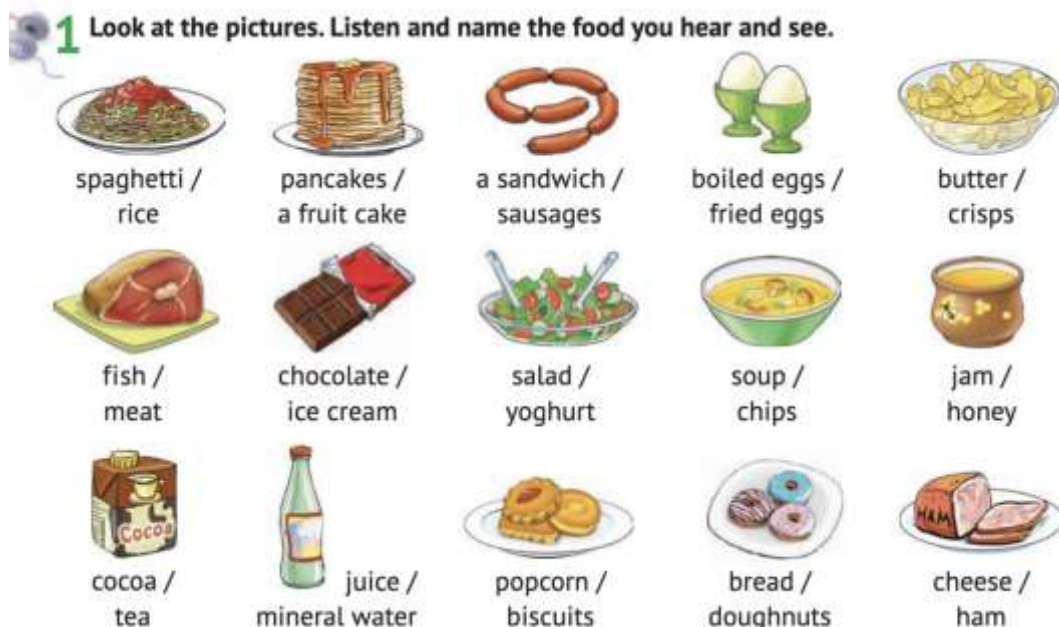 1 Look at the pictures. Listen and name the food you hear and see.
spaghetti /
rice
pancakes /
a fruit cake
a sandwich /
sausages
boiled eggs /
fried eggs
butter /
crisps
fish /
meat
chocolate /
ice cream
salad /
yoghurt
soup /
chips
jam /
honey
Cocoa
cocoa /
tea
juice /
mineral water
popcorn /
biscuits
bread /
doughnuts
HAM
cheese /
ham